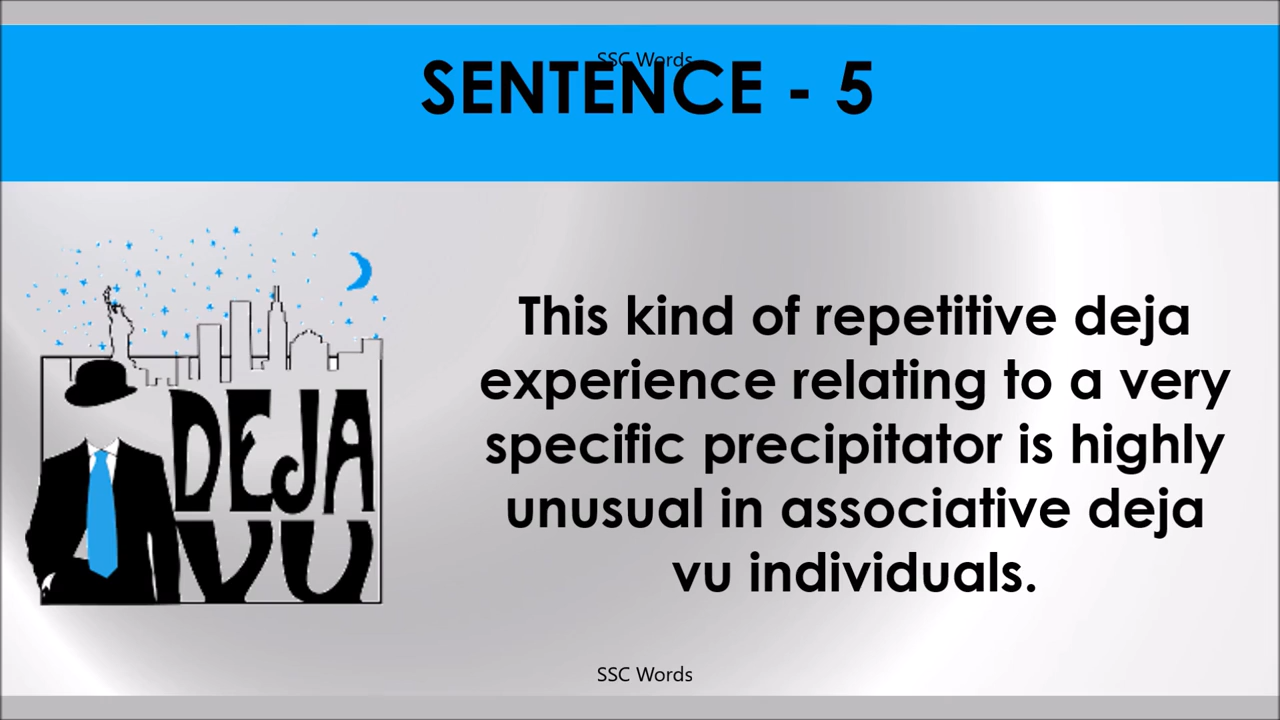 SSC Words
SENTENCE - 5
DEJA
VU
This kind of repetitive deja
experience relating to a very
specific precipitator is highly
unusual in associative deja
vu individuals.
SSC Words